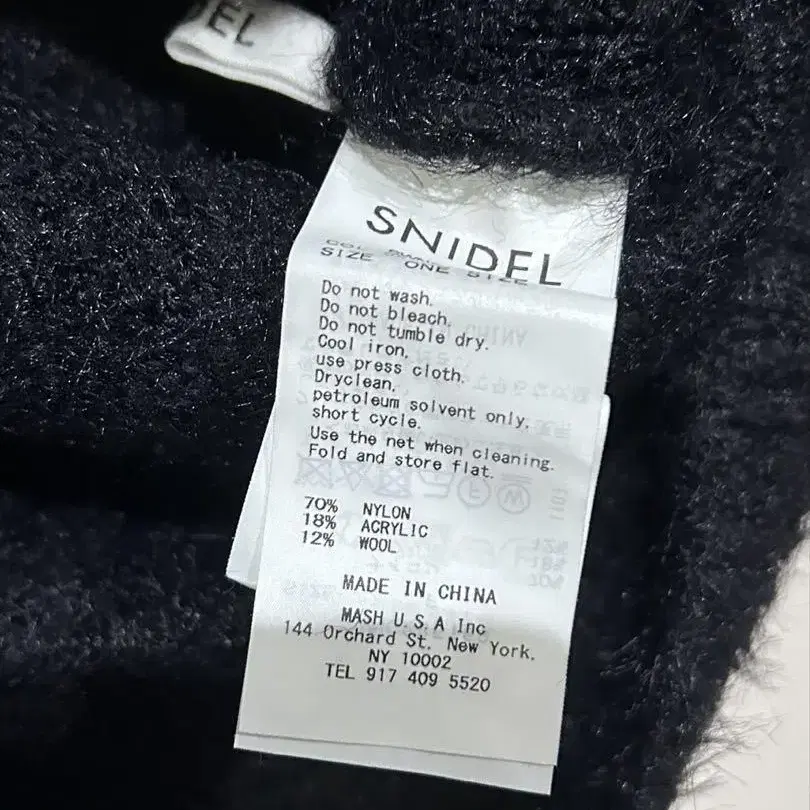 EL
SNIDEL
SIZE ONE SIZE
Do not wash.
Do not bleach.
Do not tumble dry.
Cool iron,
use press cloth.
Dryclean,
petroleum solvent only,
short cycle.
Use the net when cleaning.
Fold and store flat.
70% NYLON
18% ACRYLIC
12% WOOL
MADE IN CHINA
MASH U.S.A Inc
144 Orchard St. New York.
NY 10002
TEL 917 409 5520